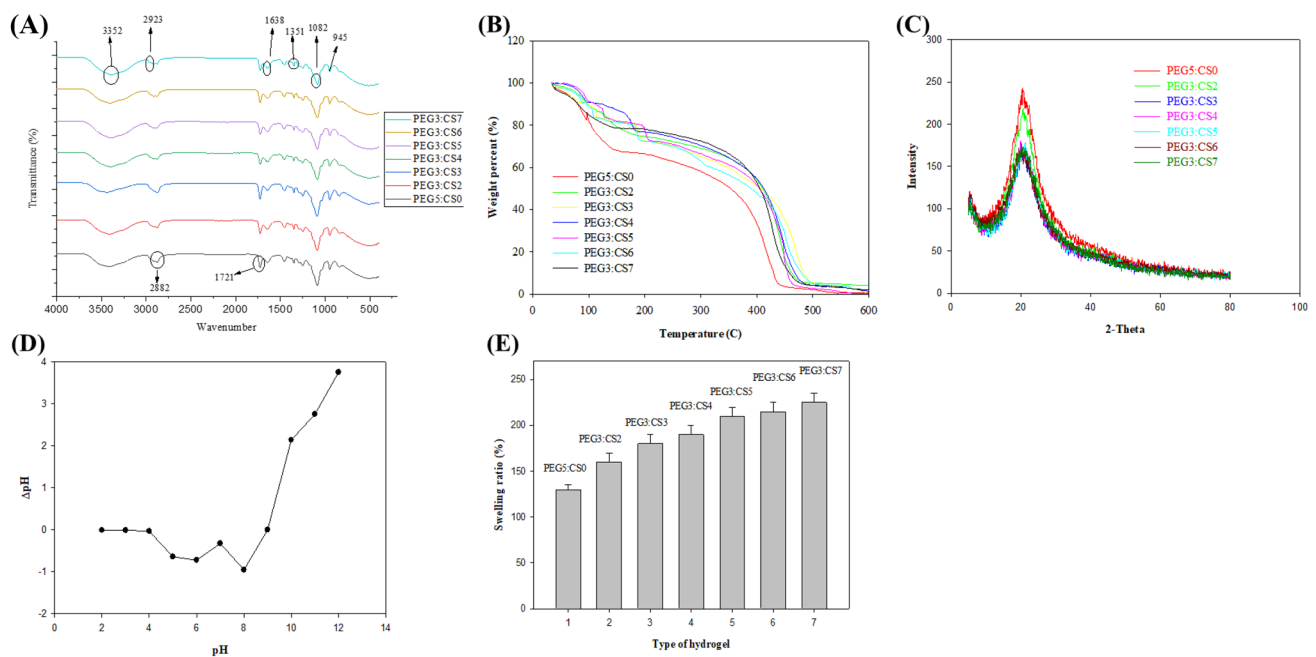 (A)
3352
2923
1638
1351
1082
945
2882
1721
Transmittance (%)
4000 3500 3000 2500 2000 1500 1000 500
Wavenumber
PEG3:CS7
PEG3:CS6
PEG3:CS5
PEG3:CS4
PEG3:CS3
PEG3:CS2
PEG5:CS0
(B)
120
100
80
60
40
20
0
Weight percent (%)
PEG5:CS0
PEG3:CS2
PEG3:CS3
PEG3:CS4
PEG3:CS5
PEG3:CS6
PEG3:CS7
0 100 200 300 400 500 600
Temperature (C)
(C)
300
250
200
150
100
50
0
Intensity
PEG5:CS0
PEG3:CS2
PEG3:CS3
PEG3:CS4
PEG3:CS5
PEG3:CS6
PEG3:CS7
0 20 40 60 80 100
2-Theta
(D)
4
3
2
1
0
-1
-2
ΔpH
0 2 4 6 8 10 12 14
pH
(E)
250
200
150
100
50
0
Swelling ratio (%)
PEG5:CS0
PEG3:CS2
PEG3:CS3
PEG3:CS4
PEG3:CS5
PEG3:CS6
PEG3:CS7
1 2 3 4 5 6 7
Type of hydrogel